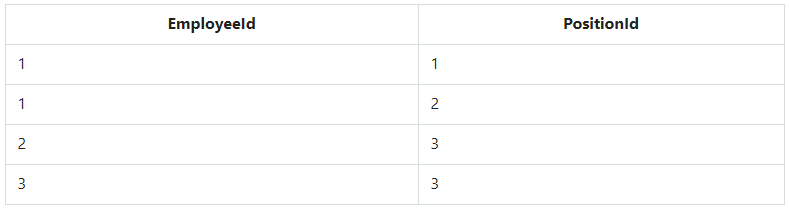 EmployeeId PositionId
1 1
1 2
2 3
3 3